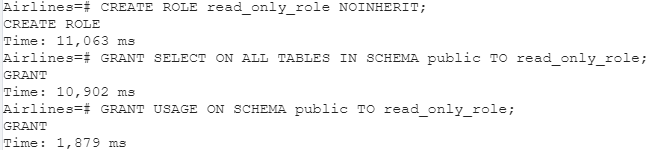 Airlines=# CREATE ROLE read_only_role NOINHERIT;
CREATE ROLE
Time: 11,063 ms
Airlines=# GRANT SELECT ON ALL TABLES IN SCHEMA public TO read_only_role;
GRANT
Time: 10,902 ms
Airlines=# GRANT USAGE ON SCHEMA public TO read_only_role;
GRANT
Time: 1,879 ms